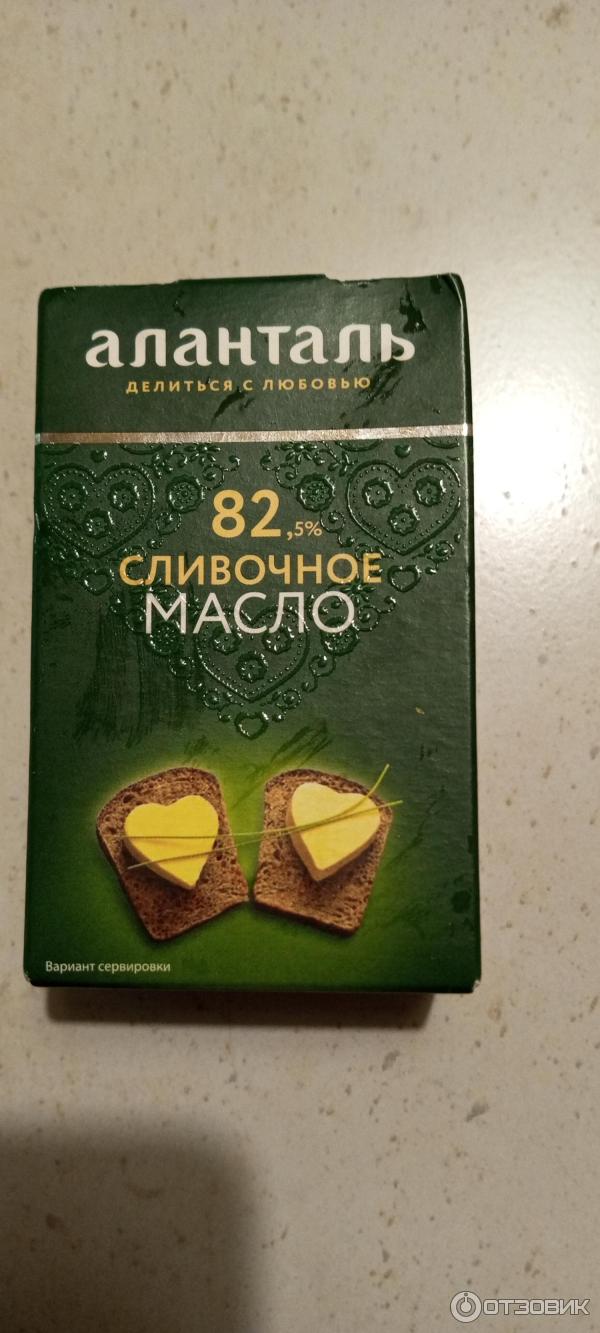 аланталь
ДЕЛИТЬСЯ С ЛЮБОВЬЮ
82,5%
СЛИВОЧНОЕ
МАСЛО
Вариант сервировки
ОТЗОВИК